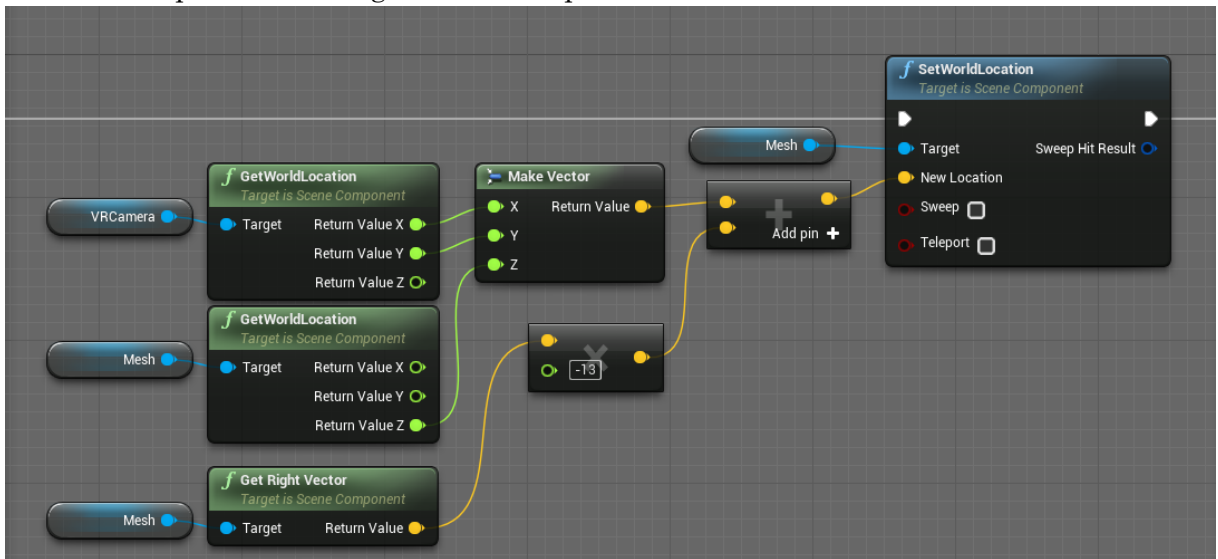 SetWorldLocation
Target is Scene Component
Mesh
Target
Sweep Hit Result
New Location
Sweep
Teleport
GetWorldLocation
Target is Scene Component
VRCamera
Target
Return Value X
Return Value Y
Return Value Z
Make Vector
X
Return Value
Y
Z
Add pin
GetWorldLocation
Target is Scene Component
Mesh
Target
Return Value X
Return Value Y
Return Value Z
-13
Get Right Vector
Target is Scene Component
Mesh
Target
Return Value